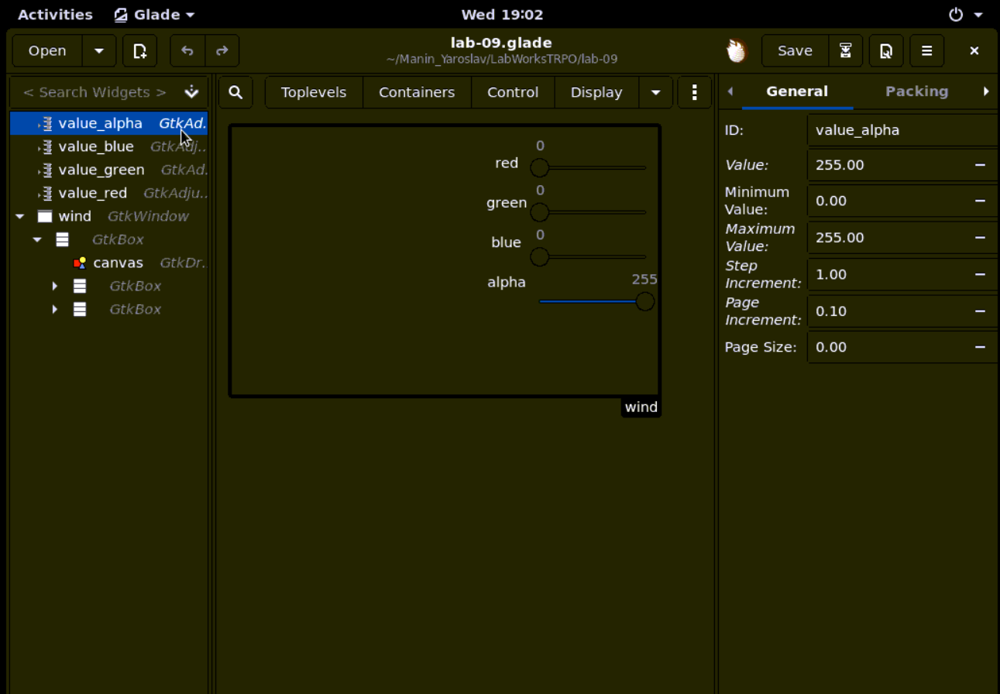 Activities Glade Wed 19:02
Open lab-09.glade Save
~/Manin_Yaroslav/LabWorksTRPO/lab-09
< Search Widgets > Toplevels Containers Control Display General Packing
value_alpha GtkAd.
value_blue GtkAdj..
value_green GtkAd.
value_red GtkAdju..
wind GtkWindow
GtkBox
canvas GtkDr.
GtkBox
GtkBox
0
red
0
green
0
blue
255
alpha
wind
ID: value_alpha
Value: 255.00
Minimum
Value: 0.00
Maximum
Value: 255.00
Step
Increment: 1.00
Page
Increment: 0.10
Page Size: 0.00